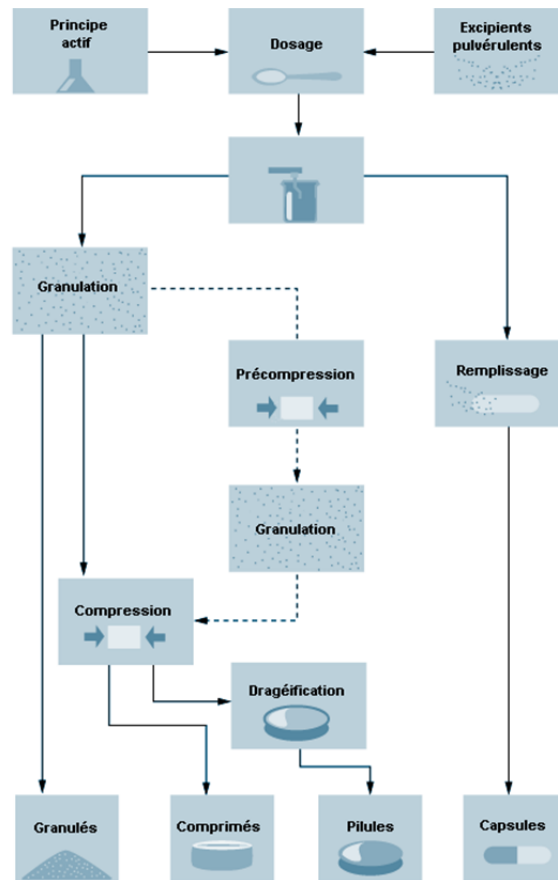 Principe
actif
Dosage
Excipients
pulvérulents
Granulation
Précompression
Remplissage
Granulation
Compression
Dragéification
Granulés
Comprimés
Pilules
Capsules